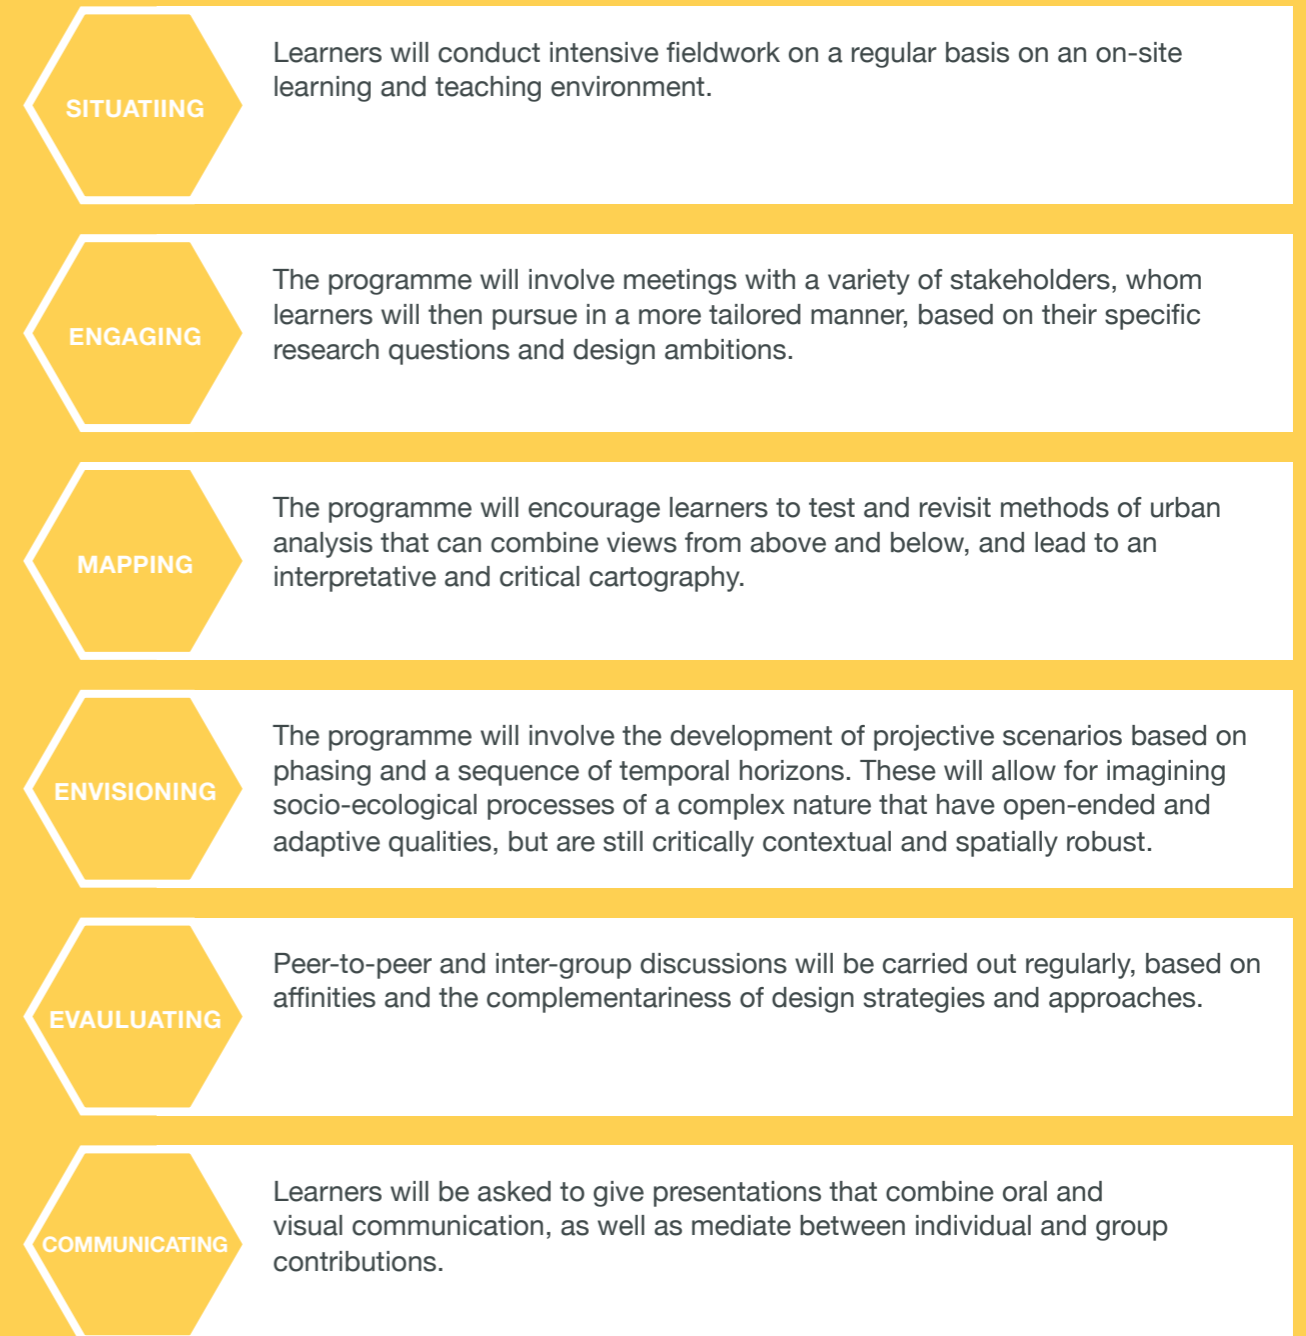 SITUATIING
Learners will conduct intensive fieldwork on a regular basis on an on-site
learning and teaching environment.
ENGAGING
The programme will involve meetings with a variety of stakeholders, whom
learners will then pursue in a more tailored manner, based on their specific
research questions and design ambitions.
MAPPING
The programme will encourage learners to test and revisit methods of urban
analysis that can combine views from above and below, and lead to an
interpretative and critical cartography.
ENVISIONING
The programme will involve the development of projective scenarios based on
phasing and a sequence of temporal horizons. These will allow for imagining
socio-ecological processes of a complex nature that have open-ended and
adaptive qualities, but are still critically contextual and spatially robust.
EVAULUATING
Peer-to-peer and inter-group discussions will be carried out regularly, based on
affinities and the complementariness of design strategies and approaches.
COMMUNICATING
Learners will be asked to give presentations that combine oral and
visual communication, as well as mediate between individual and group
contributions.